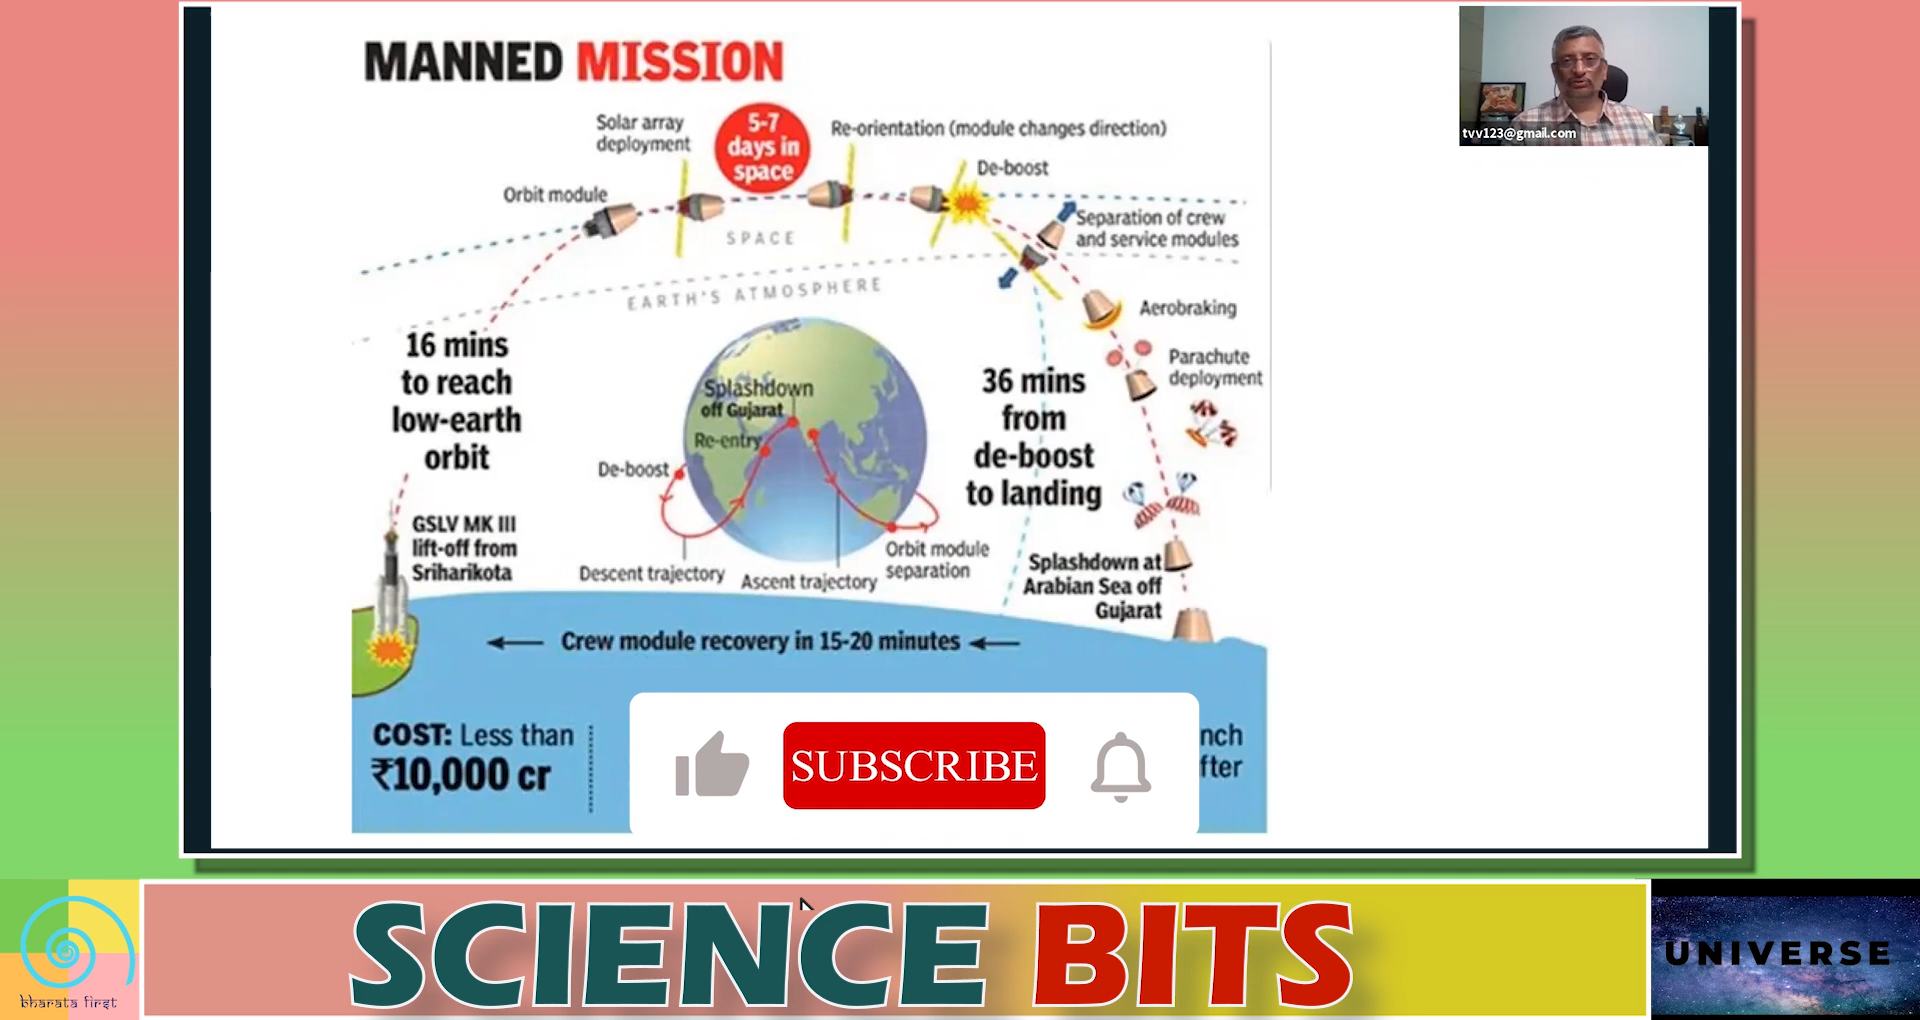 MANNED MISSION
tvv123@gmail.com
Solar array
deployment
5-7
days in
space
Re-orientation (module changes direction)
De-boost
Orbit module
Separation of crew
and service modules
SPACE
EARTH'S ATMOSPHERE
Aerobraking
16 mins
to reach
low-earth
orbit
Parachute
deployment
36 mins
from
de-boost
to landing
Splashdown
off Gujarat
Re-entry
De-boost
GSLV MK III
lift-off from
Sriharikota
Descent trajectory
Ascent trajectory
Orbit module
separation
Splashdown at
Arabian Sea off
Gujarat
Crew module recovery in 15-20 minutes
COST: Less than
₹10,000 cr
SUBSCRIBE
nch
fter
SCIENCE BITS
bharata first
UNIVERSE